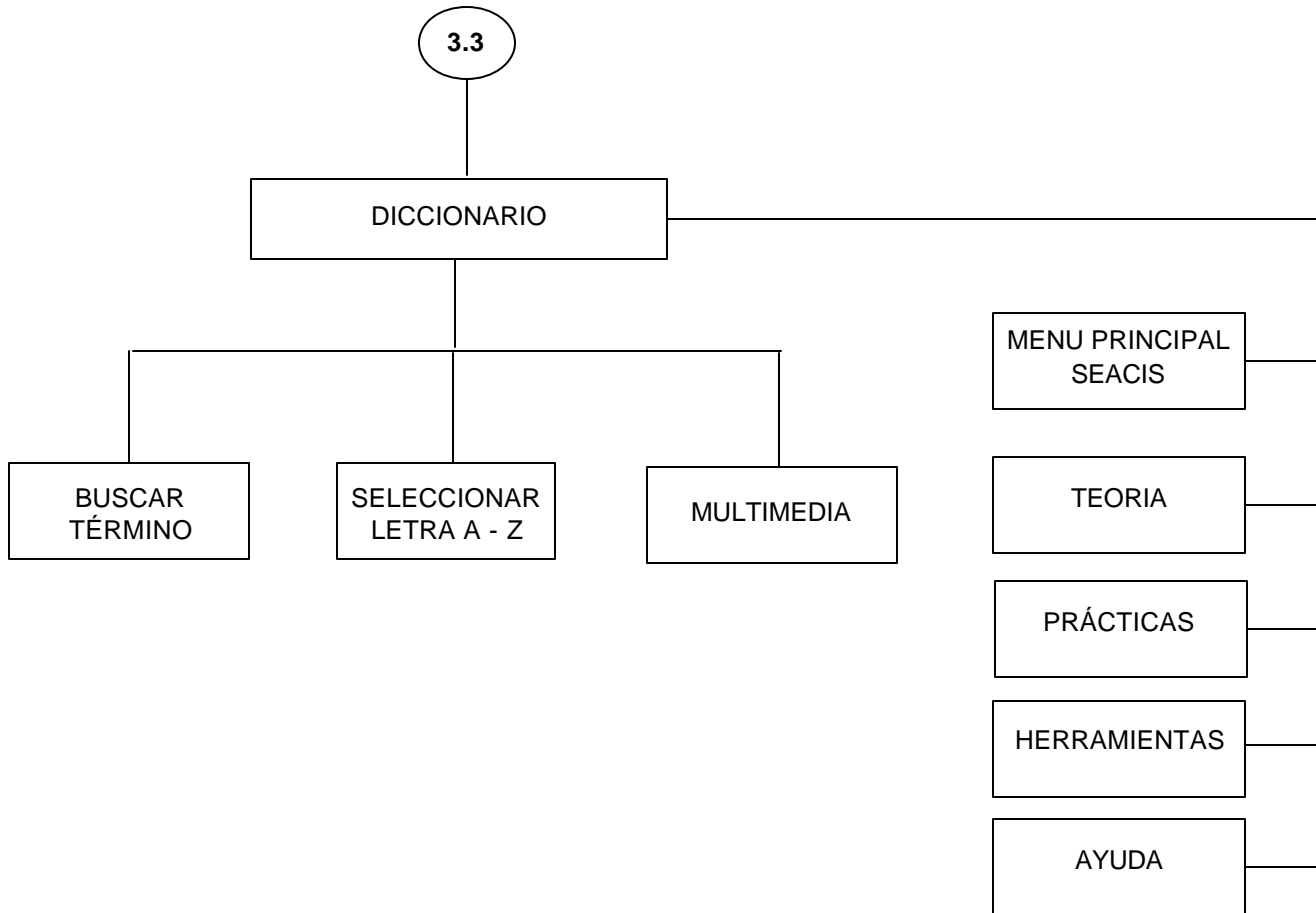 3.3
DICCIONARIO
MENU PRINCIPAL
SEACIS
BUSCAR
TÉRMINO
SELECCIONAR
LETRA A - Z
MULTIMEDIA
TEORIA
PRÁCTICAS
HERRAMIENTAS
AYUDA